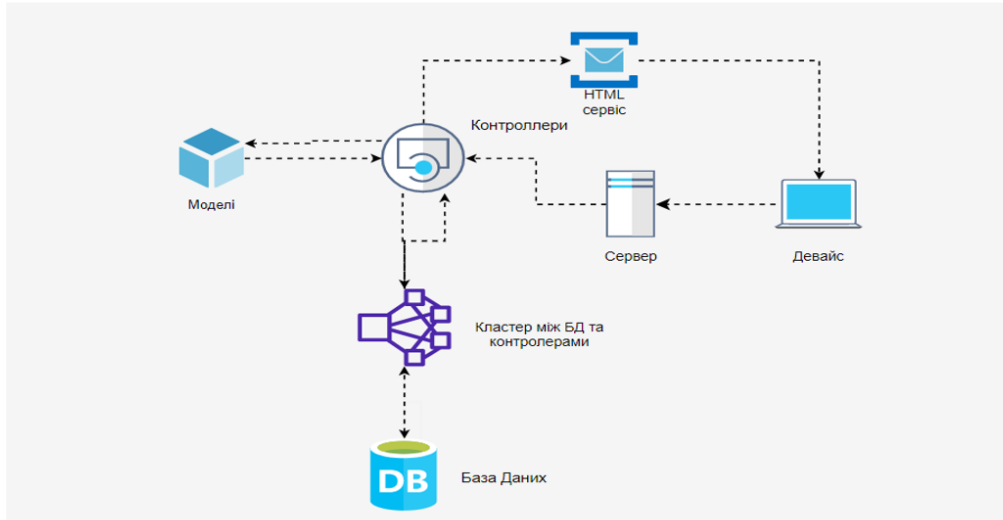 HTML
сервіс
Контроллери
Моделі
Сервер
Девайс
Кластер між БД та
контролерами
DB
База Даних